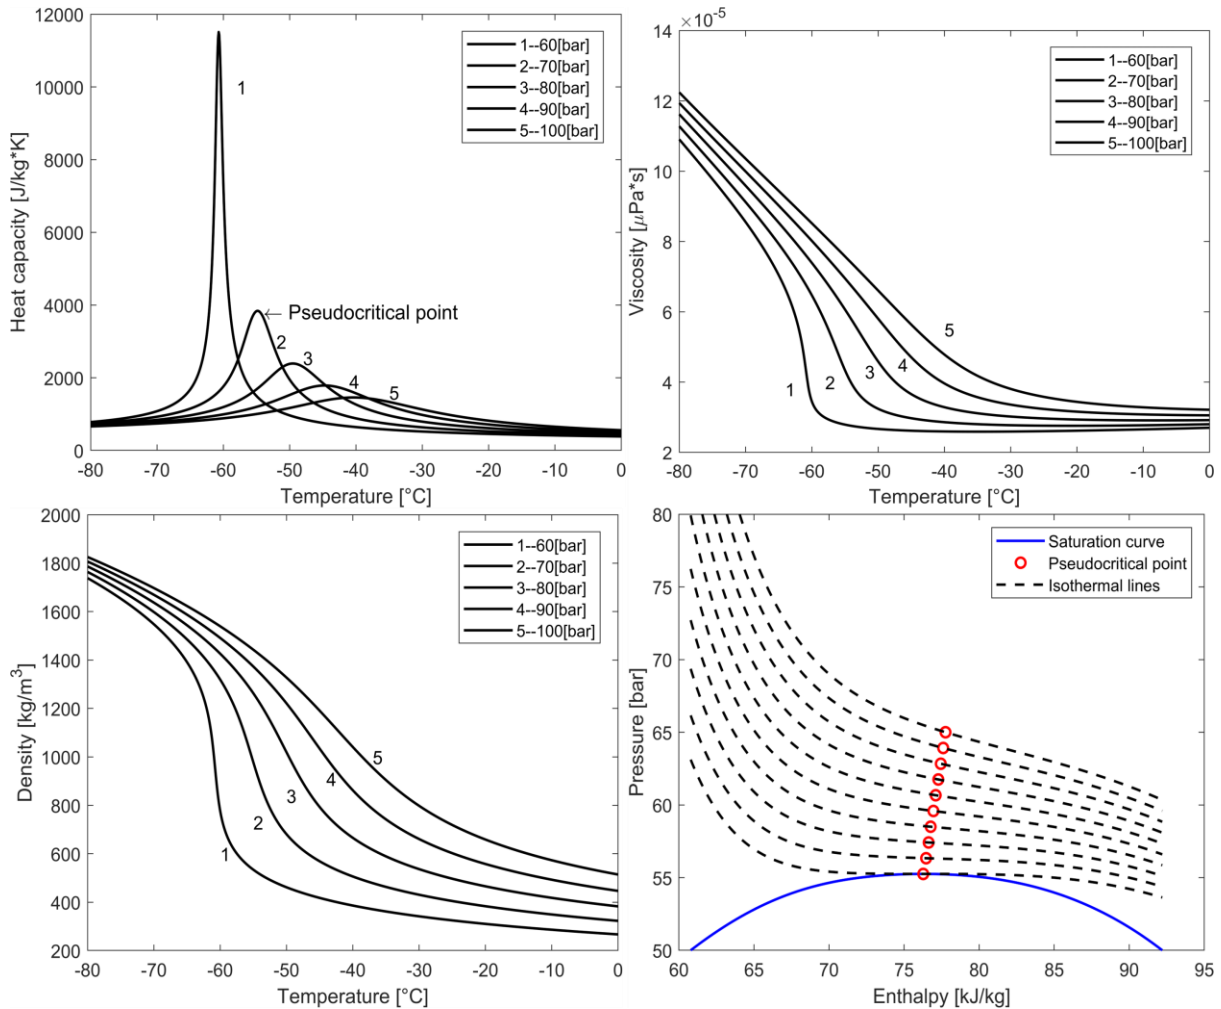 12000
10000
8000
6000
4000
2000
0
-80 -70 -60 -50 -40 -30 -20 -10 0
Heat capacity [J/kg*K]
Temperature [°C]
1--60[bar]
2--70[bar]
3--80[bar]
4--90[bar]
5--100[bar]
1
← Pseudocritical point
2
3
4
5
×10⁻⁵
14
12
10
8
6
4
2
-80 -70 -60 -50 -40 -30 -20 -10 0
Viscosity [μPa*s]
Temperature [°C]
1--60[bar]
2--70[bar]
3--80[bar]
4--90[bar]
5--100[bar]
1
2
3
4
5
2000
1800
1600
1400
1200
1000
800
600
400
200
-80 -70 -60 -50 -40 -30 -20 -10 0
Density [kg/m³]
Temperature [°C]
1--60[bar]
2--70[bar]
3--80[bar]
4--90[bar]
5--100[bar]
1
2
3
4
5
80
75
70
65
60
55
50
60 65 70 75 80 85 90 95
Pressure [bar]
Enthalpy [kJ/kg]
Saturation curve
Pseudocritical point
Isothermal lines